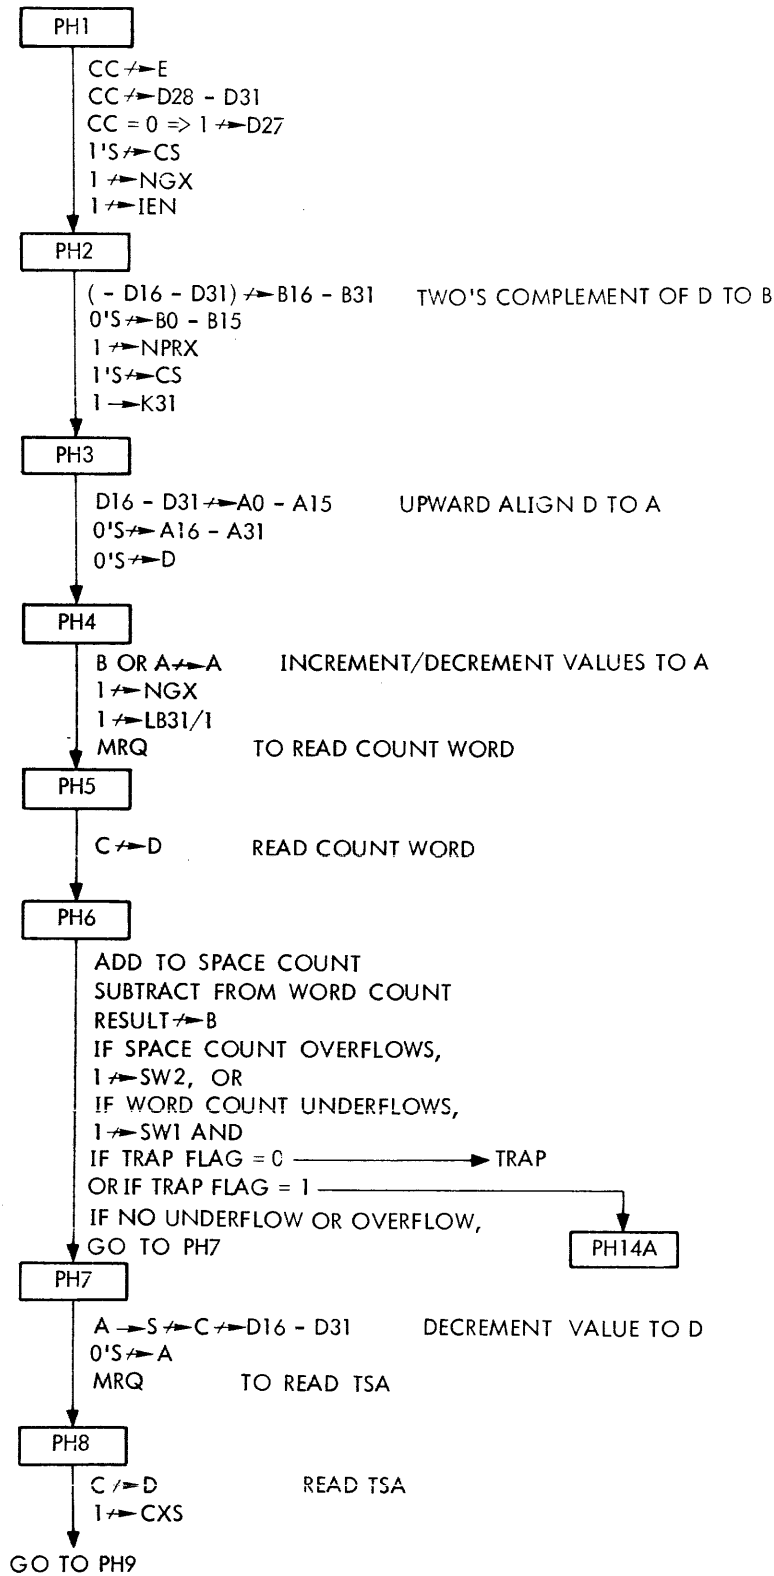 PH1
CC ↛ E
CC ↛ D28 - D31
CC = 0 => 1 ↛ D27
1'S ↛ CS
1 ↛ NGX
1 ↛ IEN
PH2
( - D16 - D31) ↛ B16 - B31 TWO'S COMPLEMENT OF D TO B
0'S ↛ B0 - B15
1 ↛ NPRX
1'S ↛ CS
1 → K31
PH3
D16 - D31 ↛ A0 - A15 UPWARD ALIGN D TO A
0'S ↛ A16 - A31
0'S ↛ D
PH4
B OR A ↛ A INCREMENT/DECREMENT VALUES TO A
1 ↛ NGX
1 ↛ LB31/1
MRQ TO READ COUNT WORD
PH5
C ↛ D READ COUNT WORD
PH6
ADD TO SPACE COUNT
SUBTRACT FROM WORD COUNT
RESULT ↛ B
IF SPACE COUNT OVERFLOWS,
1 ↛ SW2, OR
IF WORD COUNT UNDERFLOWS,
1 ↛ SW1 AND
IF TRAP FLAG = 0 → TRAP
OR IF TRAP FLAG = 1
IF NO UNDERFLOW OR OVERFLOW,
GO TO PH7
PH14A
PH7
A → S ↛ C ↛ D16 - D31 DECREMENT VALUE TO D
0'S ↛ A
MRQ TO READ TSA
PH8
C ↛ D READ TSA
1 ↛ CXS
GO TO PH9